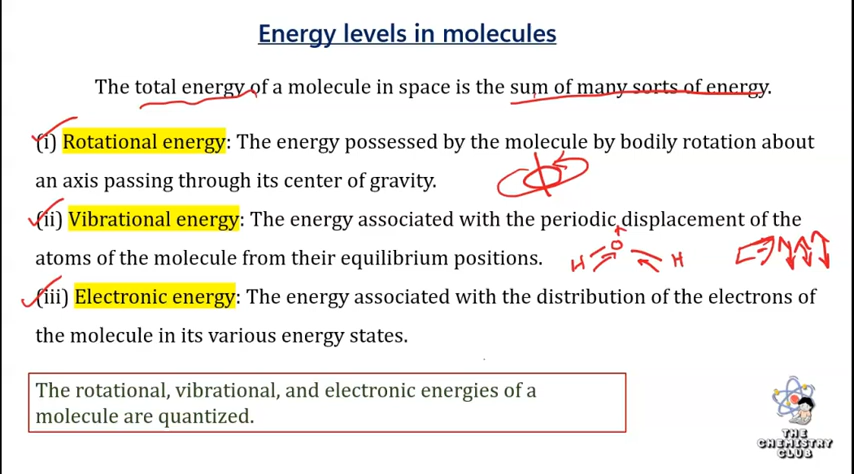 Energy levels in molecules
The total energy of a molecule in space is the sum of many sorts of energy.
(i) Rotational energy: The energy possessed by the molecule by bodily rotation about
an axis passing through its center of gravity.
(ii) Vibrational energy: The energy associated with the periodic displacement of the
atoms of the molecule from their equilibrium positions.
O
H H
(iii) Electronic energy: The energy associated with the distribution of the electrons of
the molecule in its various energy states.
The rotational, vibrational, and electronic energies of a
molecule are quantized.
THE
CHEMISTRY
CLUB